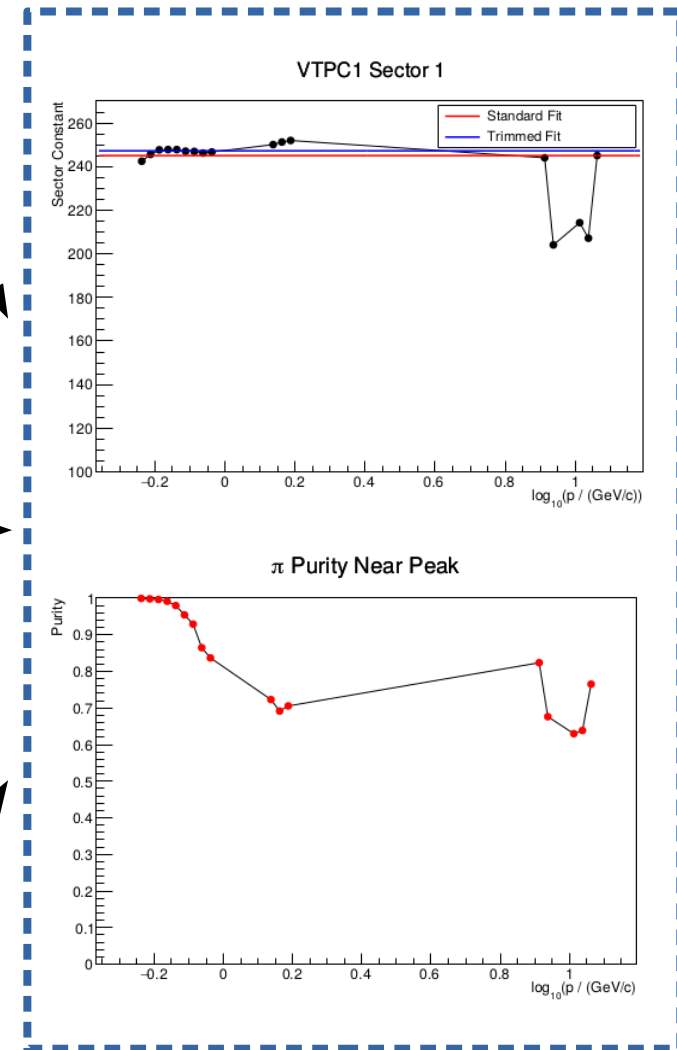 VTPC1 Sector 1
Sector Constant
Standard Fit
Trimmed Fit
260
240
220
200
180
160
140
120
100
−0.2 0 0.2 0.4 0.6 0.8 1
log10(p / (GeV/c))
π Purity Near Peak
Purity
1
0.9
0.8
0.7
0.6
0.5
0.4
0.3
0.2
0.1
0
−0.2 0 0.2 0.4 0.6 0.8 1
log10(p / (GeV/c)